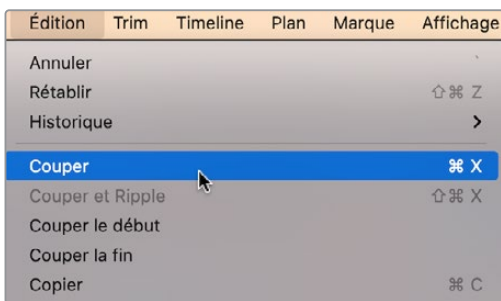 Édition Trim Timeline Plan Marque Affichage
Annuler
Rétablir ⇧⌘ Z
Historique >
Couper ⌘ X
Couper et Ripple ⇧⌘ X
Couper le début
Couper la fin
Copier ⌘ C